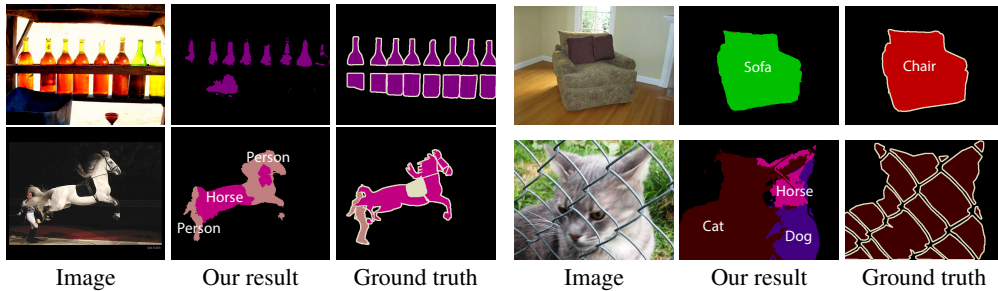 Sofa
Chair
Person
Horse
Person
Horse
Cat
Dog
Image
Our result
Ground truth
Image
Our result
Ground truth